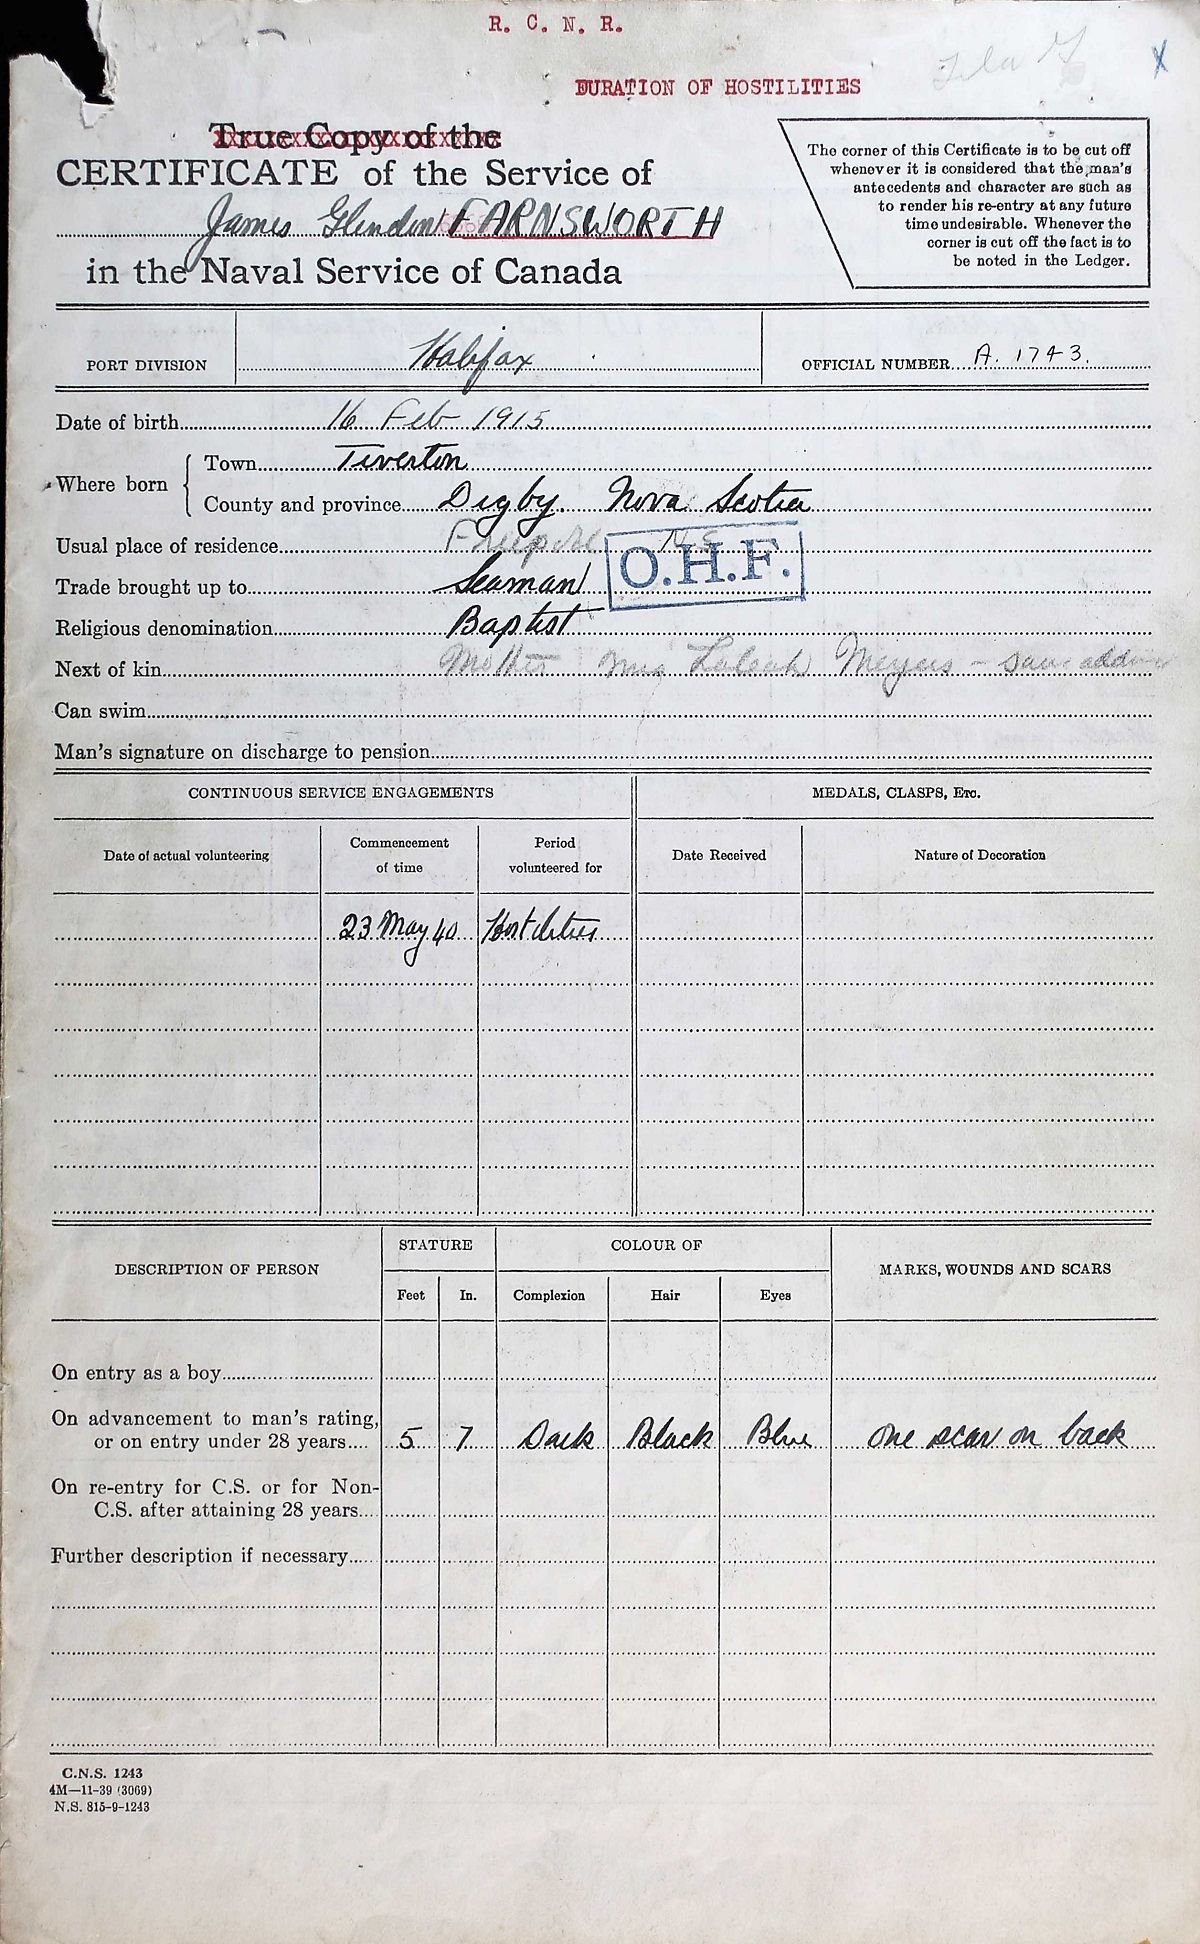 R. C. N. R.
DURATION OF HOSTILITIES
X
True Copy of the
CERTIFICATE of the Service of
James Glendon FARNSWORTH
in the Naval Service of Canada
The corner of this Certificate is to be cut off
whenever it is considered that the man's
antecedents and character are such as
to render his re-entry at any future
time undesirable. Whenever the
corner is cut off the fact is to
be noted in the Ledger.
PORT DIVISION Halifax OFFICIAL NUMBER A. 1743.
Date of birth 16 Feb 1915
Where born Town Tiverton
County and province Digby. Nova Scotia
Usual place of residence Freeport N.S.
O.H.F.
Trade brought up to Seaman
Religious denomination Baptist
Next of kin Mother Mrs Meyers - same address
Can swim
Man's signature on discharge to pension
CONTINUOUS SERVICE ENGAGEMENTS MEDALS, CLASPS, ETC.
Date of actual volunteering Commencement of time Period volunteered for Date Received Nature of Decoration
23 May 40 Hostilities
DESCRIPTION OF PERSON STATURE COLOUR OF MARKS, WOUNDS AND SCARS
Feet In. Complexion Hair Eyes
On entry as a boy
On advancement to man's rating,
or on entry under 28 years.... 5 7 Dark Black Blue one scar on back
On re-entry for C.S. or for Non-
C.S. after attaining 28 years....
Further description if necessary
C.N.S. 1243
4M—11-39 (3069)
N.S. 815-9-1243